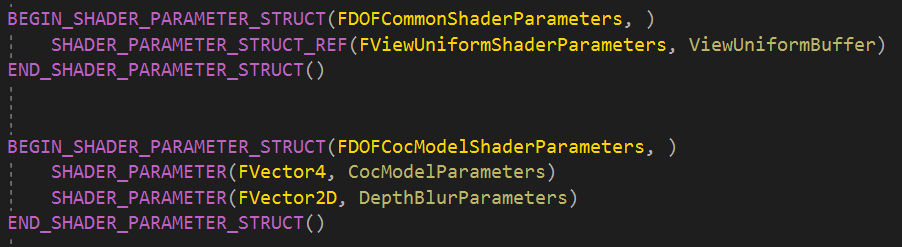 BEGIN_SHADER_PARAMETER_STRUCT(FDOFCommonShaderParameters, )
    SHADER_PARAMETER_STRUCT_REF(FViewUniformShaderParameters, ViewUniformBuffer)
END_SHADER_PARAMETER_STRUCT()
BEGIN_SHADER_PARAMETER_STRUCT(FDOFCocModelShaderParameters, )
    SHADER_PARAMETER(FVector4, CocModelParameters)
    SHADER_PARAMETER(FVector2D, DepthBlurParameters)
END_SHADER_PARAMETER_STRUCT()